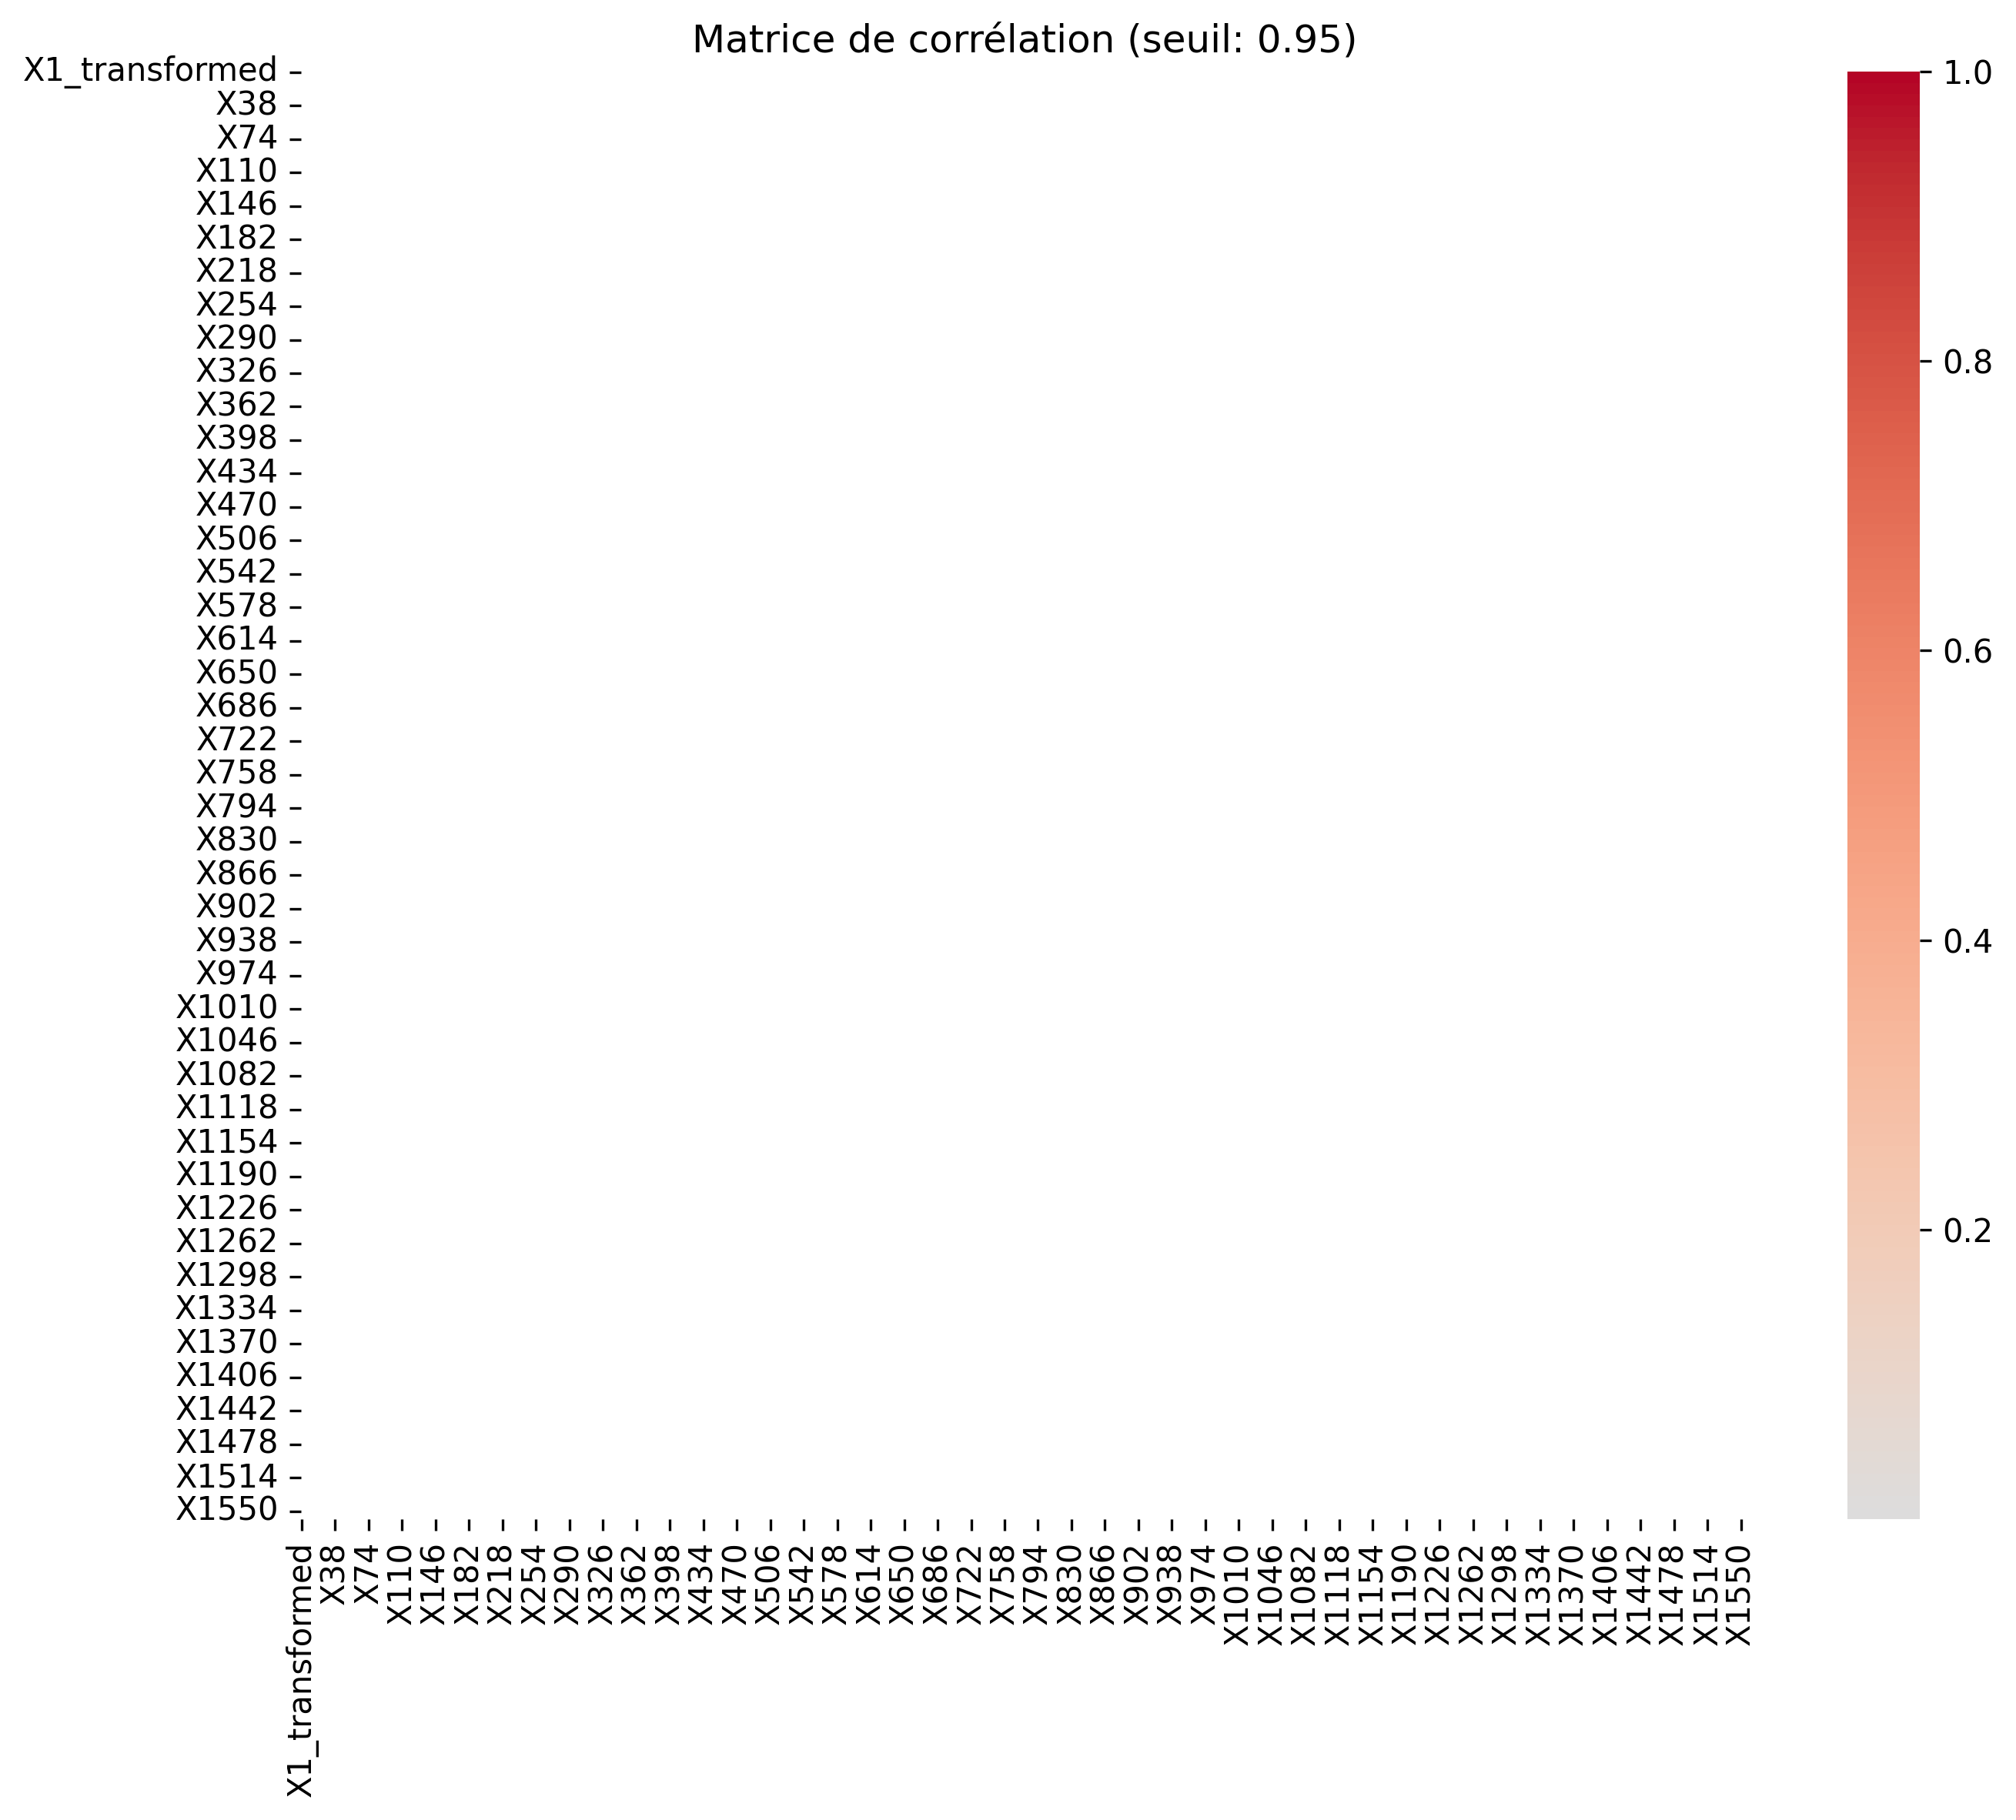 Matrice de corrélation (seuil: 0.95)
X1_transformed
X38
X74
X110
X146
X182
X218
X254
X290
X326
X362
X398
X434
X470
X506
X542
X578
X614
X650
X686
X722
X758
X794
X830
X866
X902
X938
X974
X1010
X1046
X1082
X1118
X1154
X1190
X1226
X1262
X1298
X1334
X1370
X1406
X1442
X1478
X1514
X1550
X1_transformed
X38
X74
X110
X146
X182
X218
X254
X290
X326
X362
X398
X434
X470
X506
X542
X578
X614
X650
X686
X722
X758
X794
X830
X866
X902
X938
X974
X1010
X1046
X1082
X1118
X1154
X1190
X1226
X1262
X1298
X1334
X1370
X1406
X1442
X1478
X1514
X1550
1.0
0.8
0.6
0.4
0.2